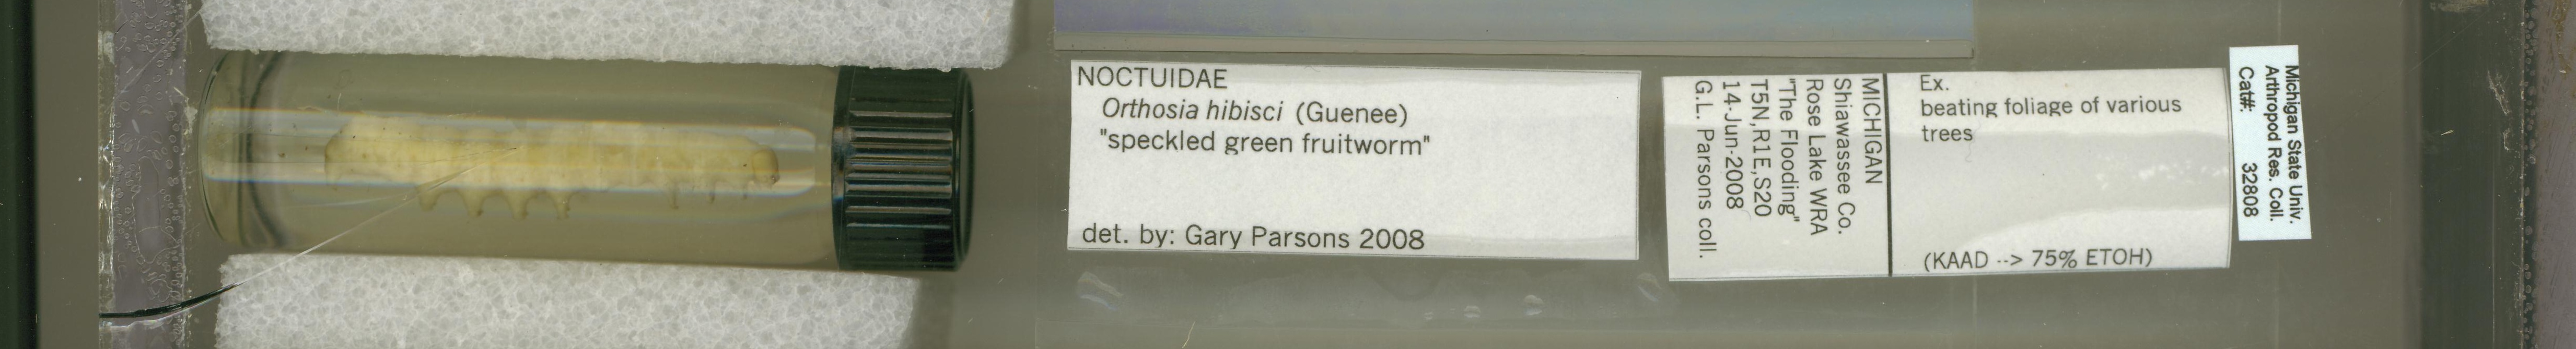 NOCTUIDAE
Orthosia hibisci (Guenee)
"speckled green fruitworm"
det. by: Gary Parsons 2008
MICHIGAN
Shiawassee Co.
Rose Lake WRA
"The Flooding"
T5N,R1E,S20
14-Jun-2008
G.L. Parsons coll.
Ex.
beating foliage of various
trees
(KAAD --> 75% ETOH)
Michigan State Univ.
Arthropod Res. Coll.
Cat#: 32808